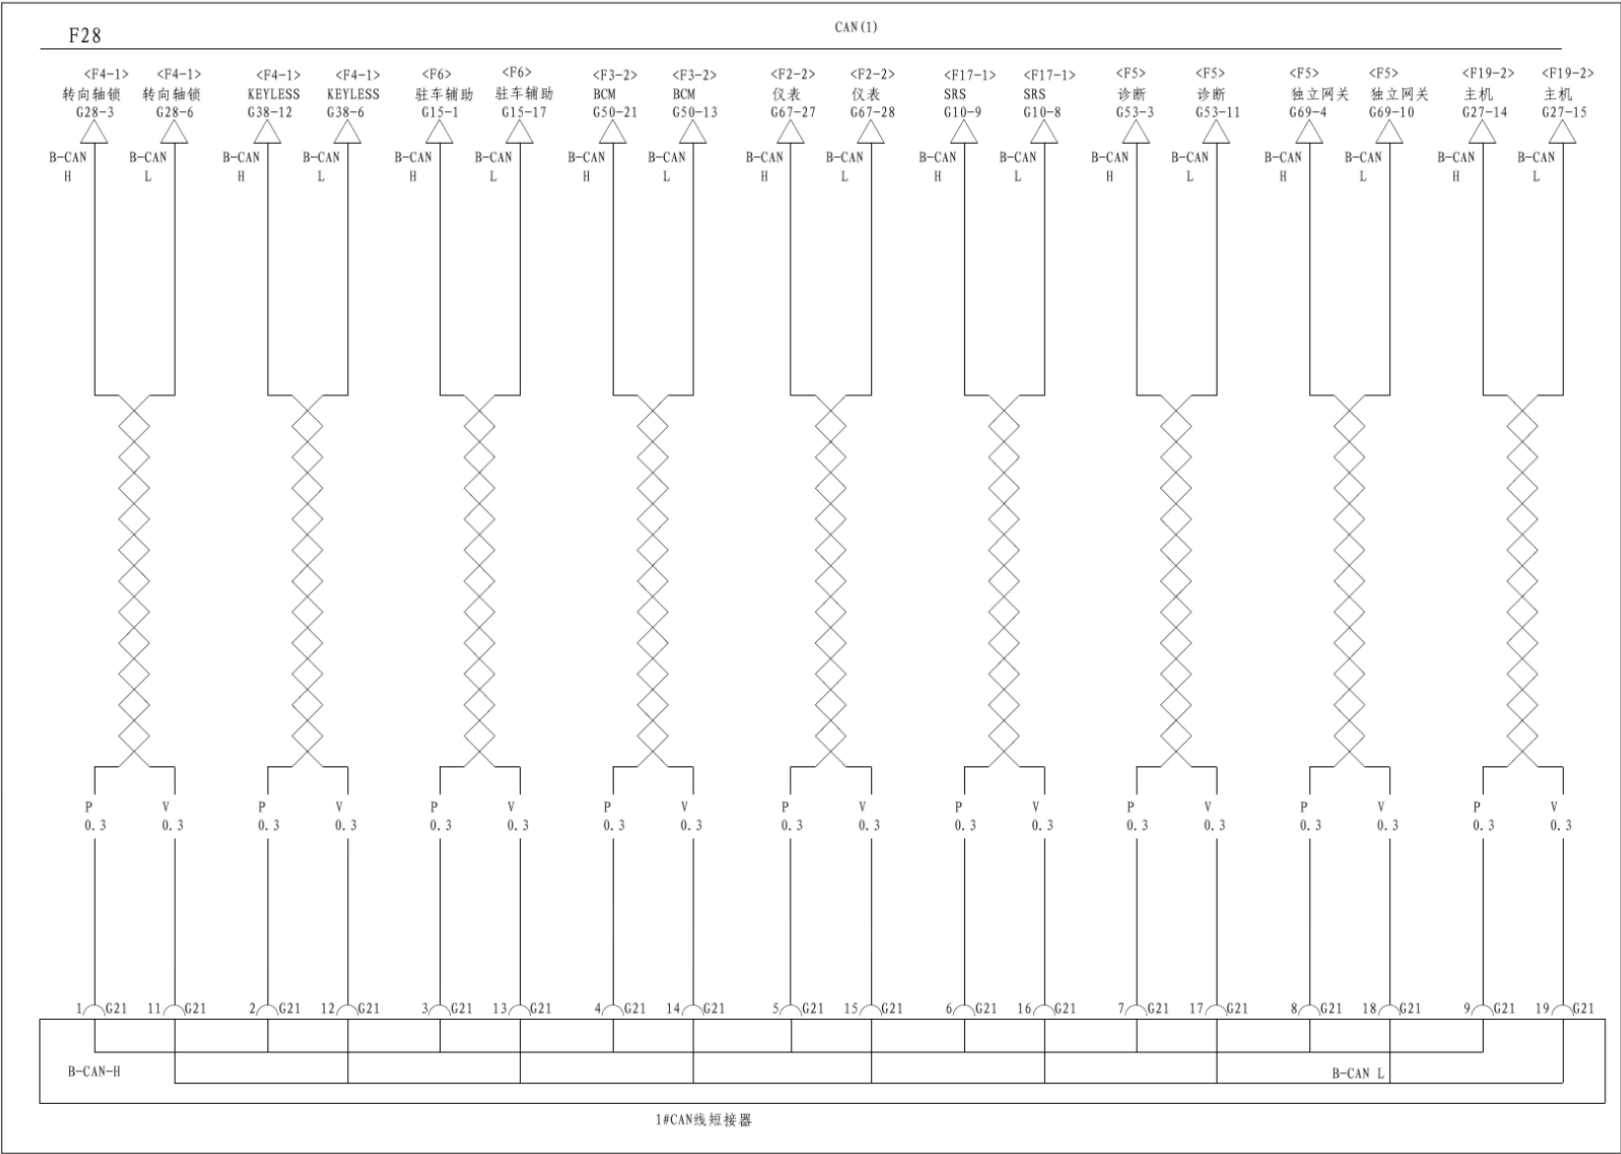 F28
CAN(1)
<F4-1> <F4-1> <F4-1> <F4-1> <F6> <F6> <F3-2> <F3-2> <F2-2> <F2-2> <F17-1> <F17-1> <F5> <F5> <F5> <F5> <F19-2> <F19-2>
转向轴锁 转向轴锁 KEYLESS KEYLESS 驻车辅助 驻车辅助 BCM BCM 仪表 仪表 SRS SRS 诊断 诊断 独立网关 独立网关 主机 主机
G28-3 G28-6 G38-12 G38-6 G15-1 G15-17 G50-21 G50-13 G67-27 G67-28 G10-9 G10-8 G53-3 G53-11 G69-4 G69-10 G27-14 G27-15
B-CAN B-CAN B-CAN B-CAN B-CAN B-CAN B-CAN B-CAN B-CAN B-CAN B-CAN B-CAN B-CAN B-CAN B-CAN B-CAN B-CAN B-CAN
H L H L H L H L H L H L H L H L H L
P V P V P V P V P V P V P V P V P V
0.3 0.3 0.3 0.3 0.3 0.3 0.3 0.3 0.3 0.3 0.3 0.3 0.3 0.3 0.3 0.3 0.3 0.3
1 G21 11 G21 2 G21 12 G21 3 G21 13 G21 4 G21 14 G21 5 G21 15 G21 6 G21 16 G21 7 G21 17 G21 8 G21 18 G21 9 G21 19 G21
B-CAN-H B-CAN L
1#CAN线短接器